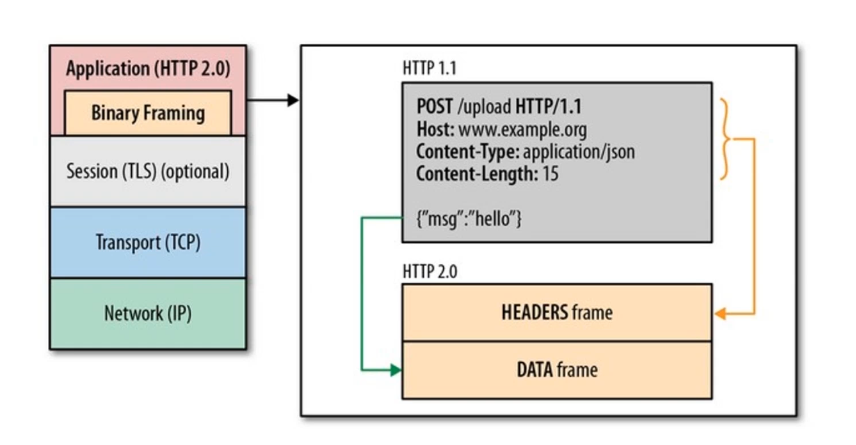 Application (HTTP 2.0)
Binary Framing
Session (TLS) (optional)
Transport (TCP)
Network (IP)
HTTP 1.1
POST /upload HTTP/1.1
Host: www.example.org
Content-Type: application/json
Content-Length: 15
{"msg":"hello"}
HTTP 2.0
HEADERS frame
DATA frame